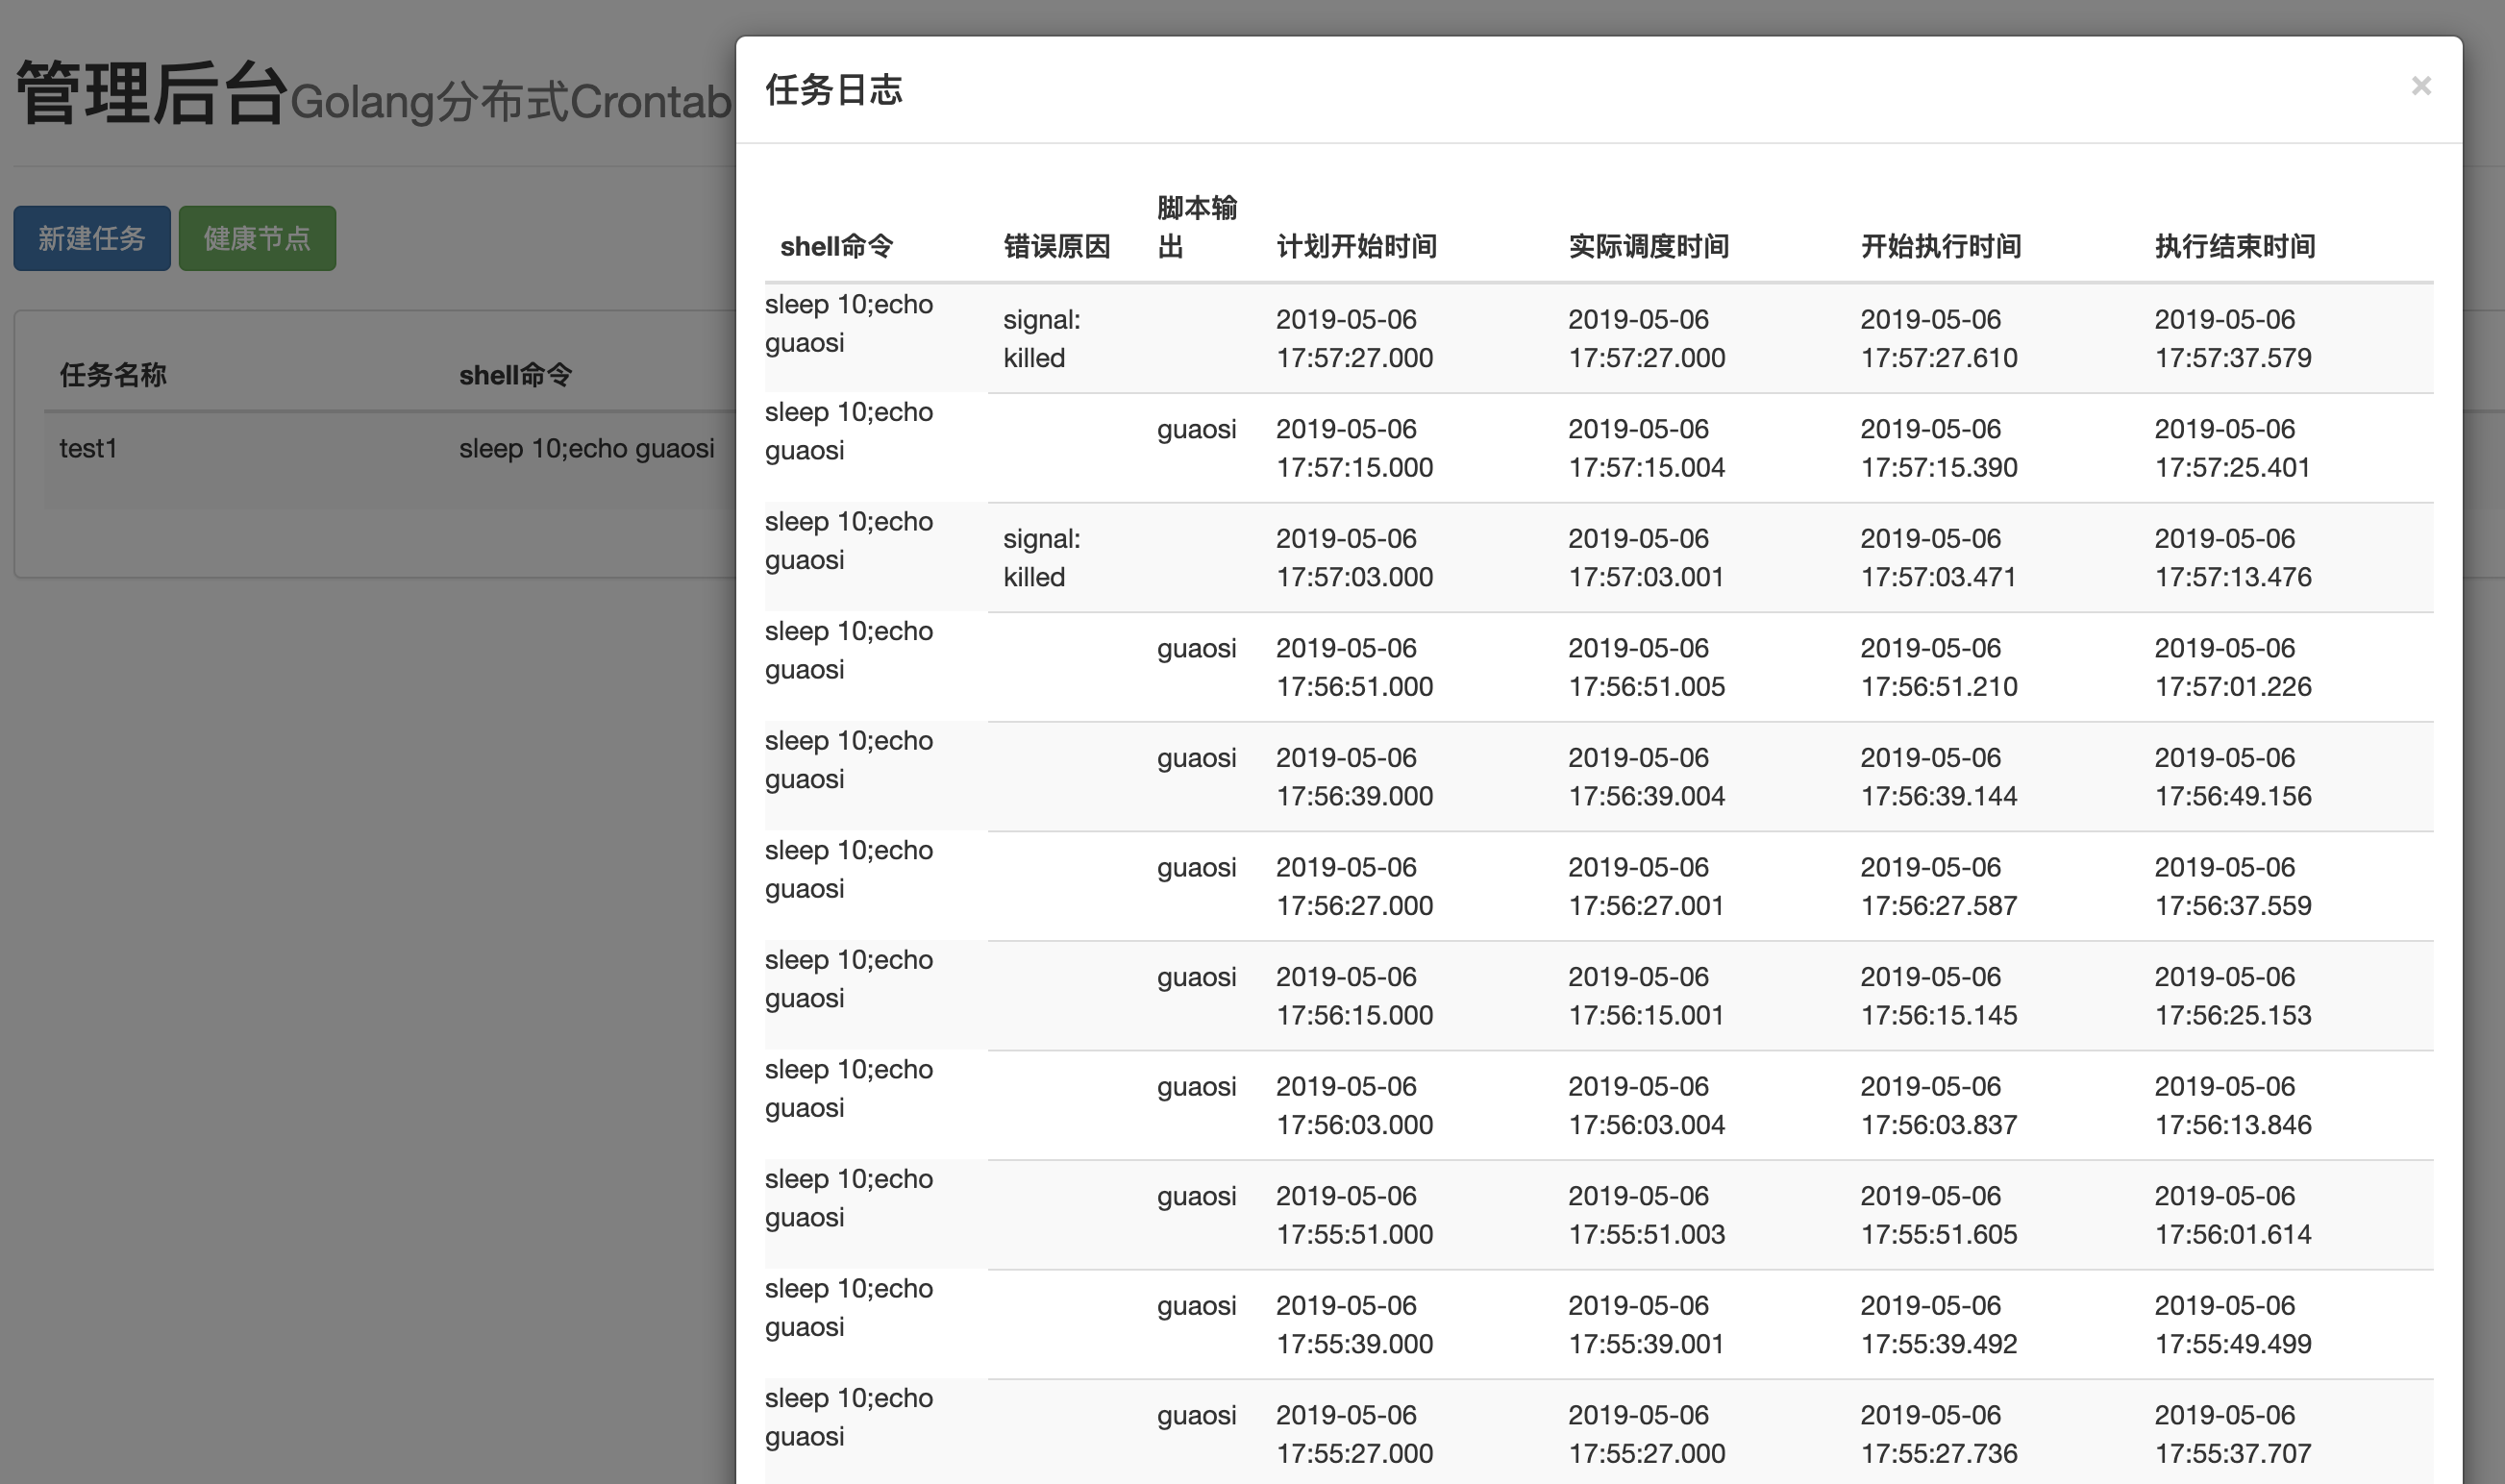 管理后台Golang分布式Crontab
新建任务 健康节点
任务名称 shell命令
test1 sleep 10;echo guaosi
任务日志 ×
shell命令 错误原因 脚本输出 计划开始时间 实际调度时间 开始执行时间 执行结束时间
sleep 10;echo guaosi signal: killed 2019-05-06 17:57:27.000 2019-05-06 17:57:27.000 2019-05-06 17:57:27.610 2019-05-06 17:57:37.579
sleep 10;echo guaosi guaosi 2019-05-06 17:57:15.000 2019-05-06 17:57:15.004 2019-05-06 17:57:15.390 2019-05-06 17:57:25.401
sleep 10;echo guaosi signal: killed 2019-05-06 17:57:03.000 2019-05-06 17:57:03.001 2019-05-06 17:57:03.471 2019-05-06 17:57:13.476
sleep 10;echo guaosi guaosi 2019-05-06 17:56:51.000 2019-05-06 17:56:51.005 2019-05-06 17:56:51.210 2019-05-06 17:57:01.226
sleep 10;echo guaosi guaosi 2019-05-06 17:56:39.000 2019-05-06 17:56:39.004 2019-05-06 17:56:39.144 2019-05-06 17:56:49.156
sleep 10;echo guaosi guaosi 2019-05-06 17:56:27.000 2019-05-06 17:56:27.001 2019-05-06 17:56:27.587 2019-05-06 17:56:37.559
sleep 10;echo guaosi guaosi 2019-05-06 17:56:15.000 2019-05-06 17:56:15.001 2019-05-06 17:56:15.145 2019-05-06 17:56:25.153
sleep 10;echo guaosi guaosi 2019-05-06 17:56:03.000 2019-05-06 17:56:03.004 2019-05-06 17:56:03.837 2019-05-06 17:56:13.846
sleep 10;echo guaosi guaosi 2019-05-06 17:55:51.000 2019-05-06 17:55:51.003 2019-05-06 17:55:51.605 2019-05-06 17:56:01.614
sleep 10;echo guaosi guaosi 2019-05-06 17:55:39.000 2019-05-06 17:55:39.001 2019-05-06 17:55:39.492 2019-05-06 17:55:49.499
sleep 10;echo guaosi guaosi 2019-05-06 17:55:27.000 2019-05-06 17:55:27.000 2019-05-06 17:55:27.736 2019-05-06 17:55:37.707